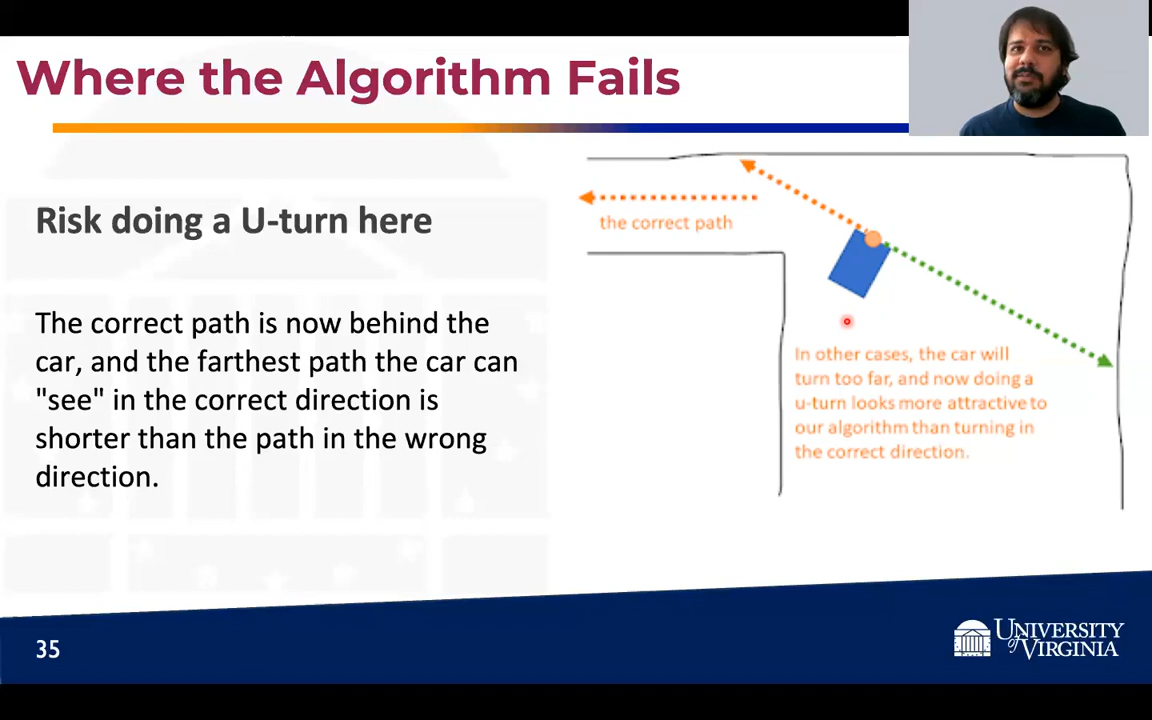 Where the Algorithm Fails
Risk doing a U-turn here
The correct path is now behind the
car, and the farthest path the car can
"see" in the correct direction is
shorter than the path in the wrong
direction.
the correct path
In other cases, the car will
turn too far, and now doing a
u-turn looks more attractive to
our algorithm than turning in
the correct direction.
35
UNIVERSITY
of VIRGINIA